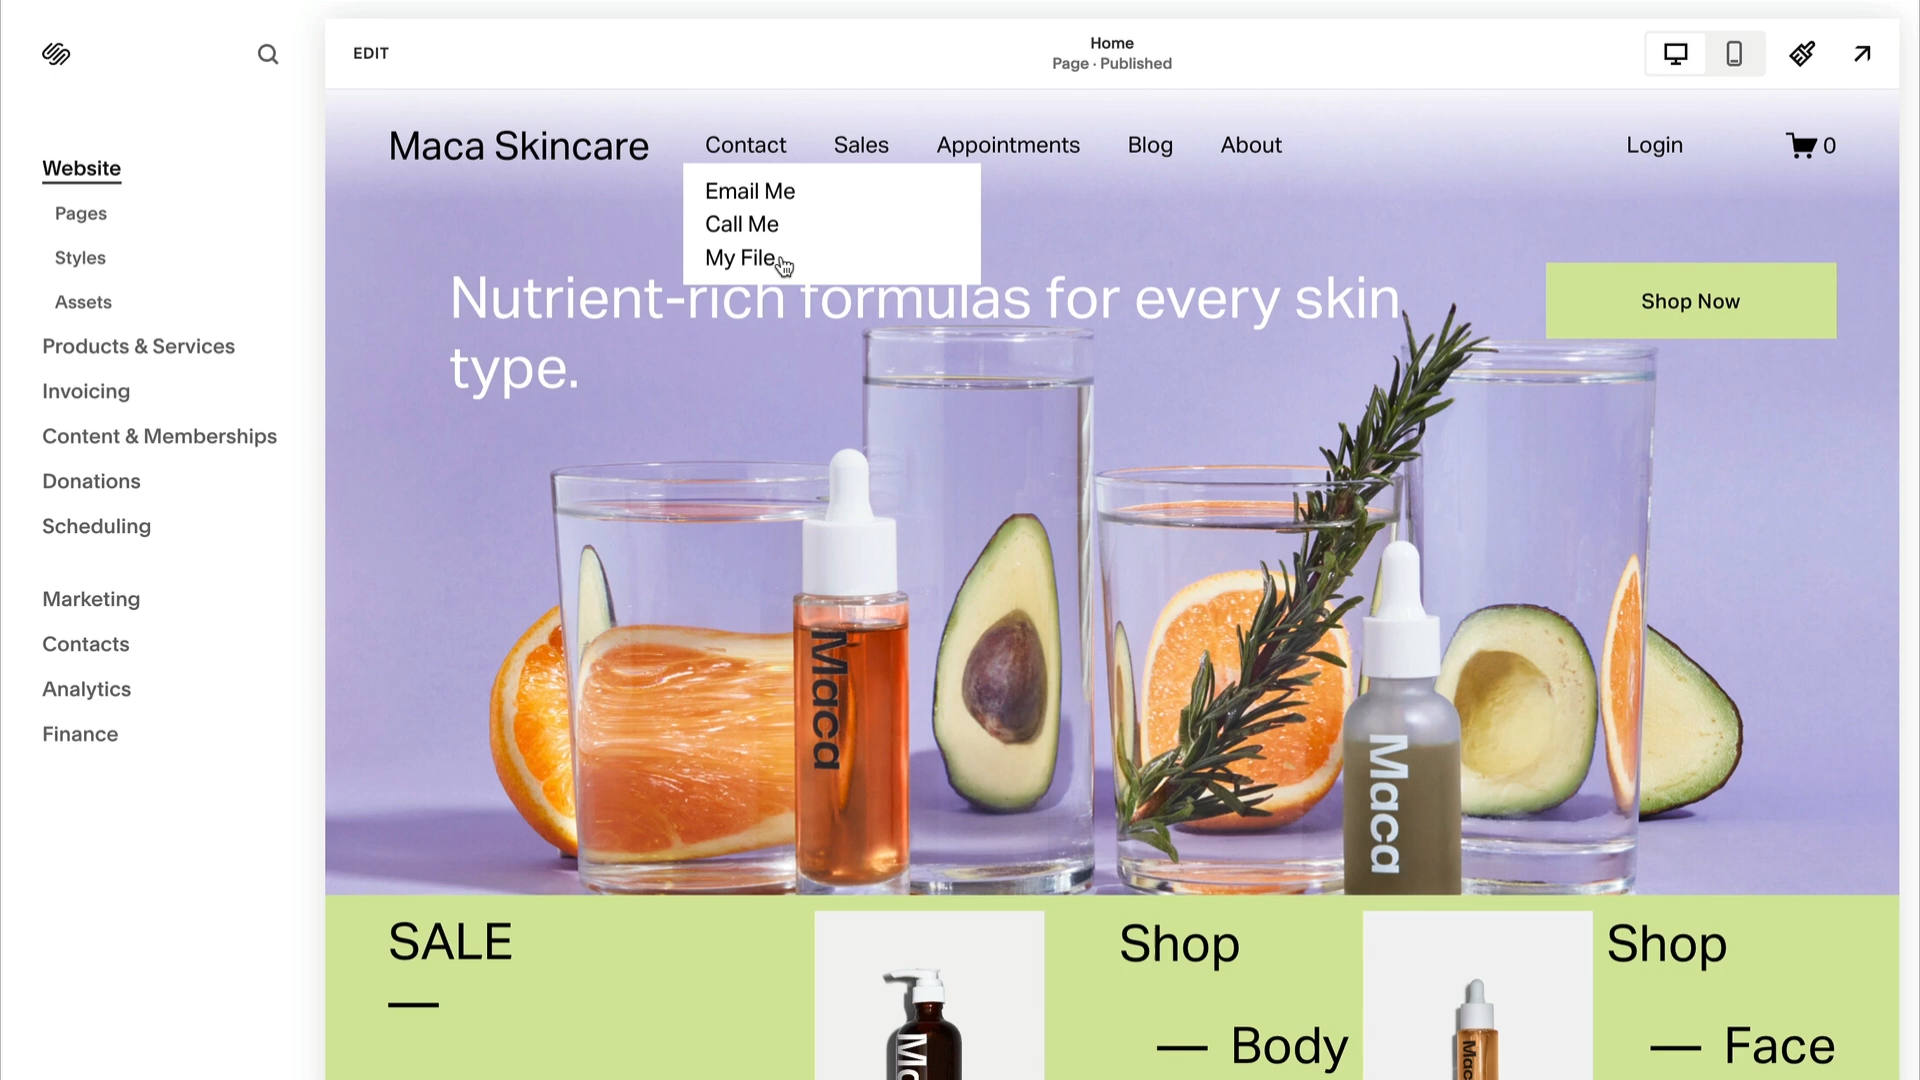 EDIT
Home
Page · Published
Website
Pages
Styles
Assets
Products & Services
Invoicing
Content & Memberships
Donations
Scheduling
Marketing
Contacts
Analytics
Finance
Maca Skincare
Contact
Sales
Appointments
Blog
About
Login
0
Email Me
Call Me
My File
Nutrient-rich formulas for every skin
type.
Shop Now
Maca
Maca
SALE
—
Shop
— Body
Shop
— Face